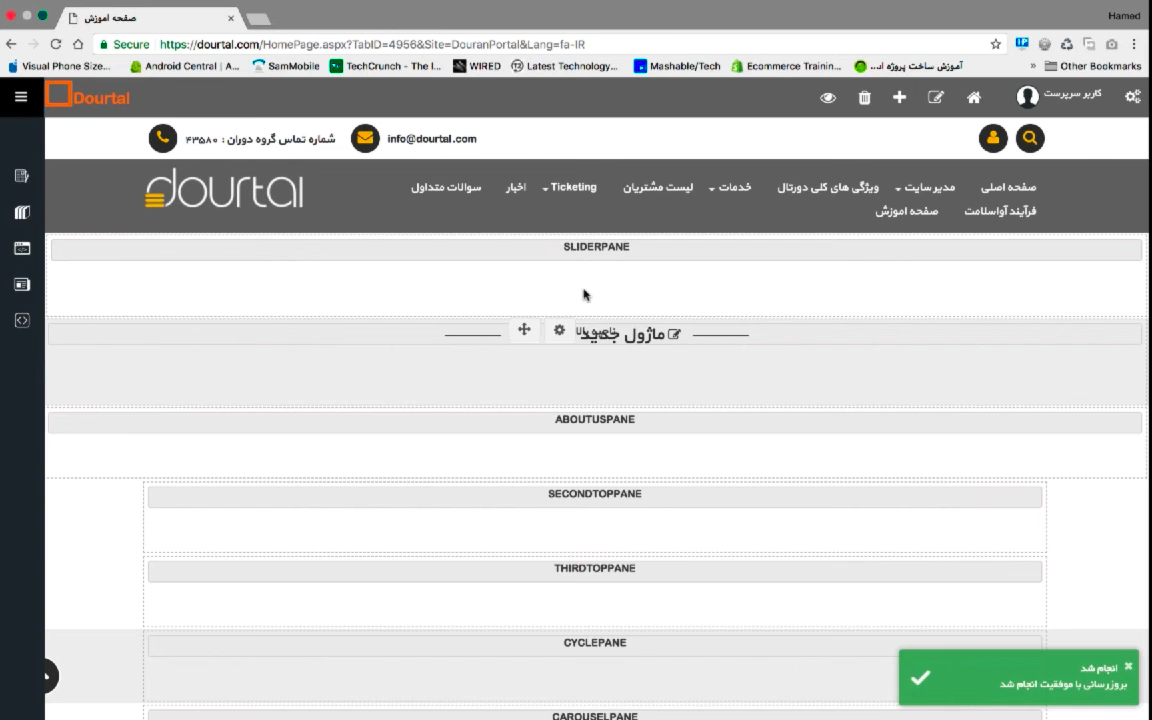 صفحه اموزش
Hamed
Secure https://dourtal.com/HomePage.aspx?TabID=4956&Site=DouranPortal&Lang=fa-IR
Visual Phone Size...
Android Central | A...
SamMobile
TechCrunch - The l...
WIRED
Latest Technology...
Mashable/Tech
Ecommerce Trainin...
آموزش ساخت پروژه اند...
» Other Bookmarks
Dourtal
کاربر سرپرست
شماره تماس گروه دوران : ۴۳۵۸۰
info@dourtal.com
dourtal
صفحه اصلی
مدیر سایت
ویژگی های کلی دورتال
خدمات
لیست مشتریان
Ticketing
اخبار
سوالات متداول
فرآیند آواسلامت
صفحه اموزش
SLIDERPANE
ماژول جدید
ABOUTUSPANE
SECONDTOPPANE
THIRDTOPPANE
CYCLEPANE
انجام شد
بروزرسانی با موفقیت انجام شد
CAROUSELPANE